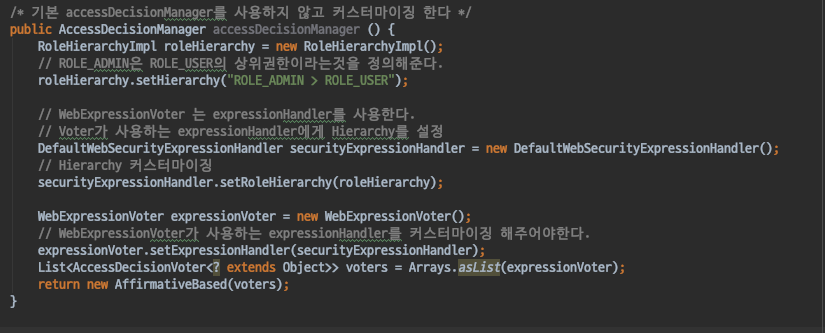 /* 기본 accessDecisionManager를 사용하지 않고 커스터마이징 한다 */
public AccessDecisionManager accessDecisionManager () {
    RoleHierarchyImpl roleHierarchy = new RoleHierarchyImpl();
    // ROLE_ADMIN은 ROLE_USER의 상위권한이라는것을 정의해준다.
    roleHierarchy.setHierarchy("ROLE_ADMIN > ROLE_USER");

    // WebExpressionVoter 는 expressionHandler를 사용한다.
    // Voter가 사용하는 expressionHandler에게 Hierarchy를 설정
    DefaultWebSecurityExpressionHandler securityExpressionHandler = new DefaultWebSecurityExpressionHandler();
    // Hierarchy 커스터마이징
    securityExpressionHandler.setRoleHierarchy(roleHierarchy);

    WebExpressionVoter expressionVoter = new WebExpressionVoter();
    // WebExpressionVoter가 사용하는 expressionHandler를 커스터마이징 해주어야한다.
    expressionVoter.setExpressionHandler(securityExpressionHandler);
    List<AccessDecisionVoter<? extends Object>> voters = Arrays.asList(expressionVoter);
    return new AffirmativeBased(voters);
}